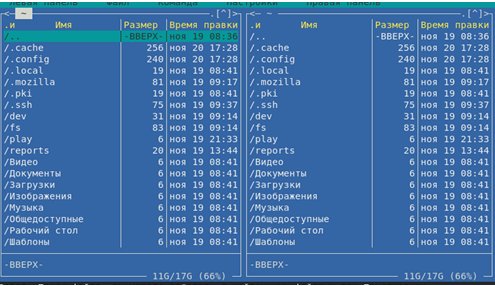 Левая панель Файл Команда Настройки Правая панель
<─ ~ .[^]> <─ ~ .[^]>
.и Имя Размер Время правки .и Имя Размер Время правки
/.. -ВВЕРХ- ноя 19 08:36 /.. -ВВЕРХ- ноя 19 08:36
/.cache 256 ноя 20 17:28 /.cache 256 ноя 20 17:28
/.config 240 ноя 20 17:28 /.config 240 ноя 20 17:28
/.local 19 ноя 19 08:41 /.local 19 ноя 19 08:41
/.mozilla 81 ноя 19 09:17 /.mozilla 81 ноя 19 09:17
/.pki 19 ноя 19 08:41 /.pki 19 ноя 19 08:41
/.ssh 75 ноя 19 09:37 /.ssh 75 ноя 19 09:37
/dev 31 ноя 19 09:14 /dev 31 ноя 19 09:14
/fs 83 ноя 19 09:14 /fs 83 ноя 19 09:14
/play 6 ноя 19 21:33 /play 6 ноя 19 21:33
/reports 20 ноя 19 13:44 /reports 20 ноя 19 13:44
/Видео 6 ноя 19 08:41 /Видео 6 ноя 19 08:41
/Документы 6 ноя 19 08:41 /Документы 6 ноя 19 08:41
/Загрузки 6 ноя 19 08:41 /Загрузки 6 ноя 19 08:41
/Изображения 6 ноя 19 08:41 /Изображения 6 ноя 19 08:41
/Музыка 6 ноя 19 08:41 /Музыка 6 ноя 19 08:41
/Общедоступные 6 ноя 19 08:41 /Общедоступные 6 ноя 19 08:41
/Рабочий стол 6 ноя 19 08:41 /Рабочий стол 6 ноя 19 08:41
/Шаблоны 6 ноя 19 08:41 /Шаблоны 6 ноя 19 08:41
-ВВЕРХ- -ВВЕРХ-
11G/17G (66%) 11G/17G (66%)